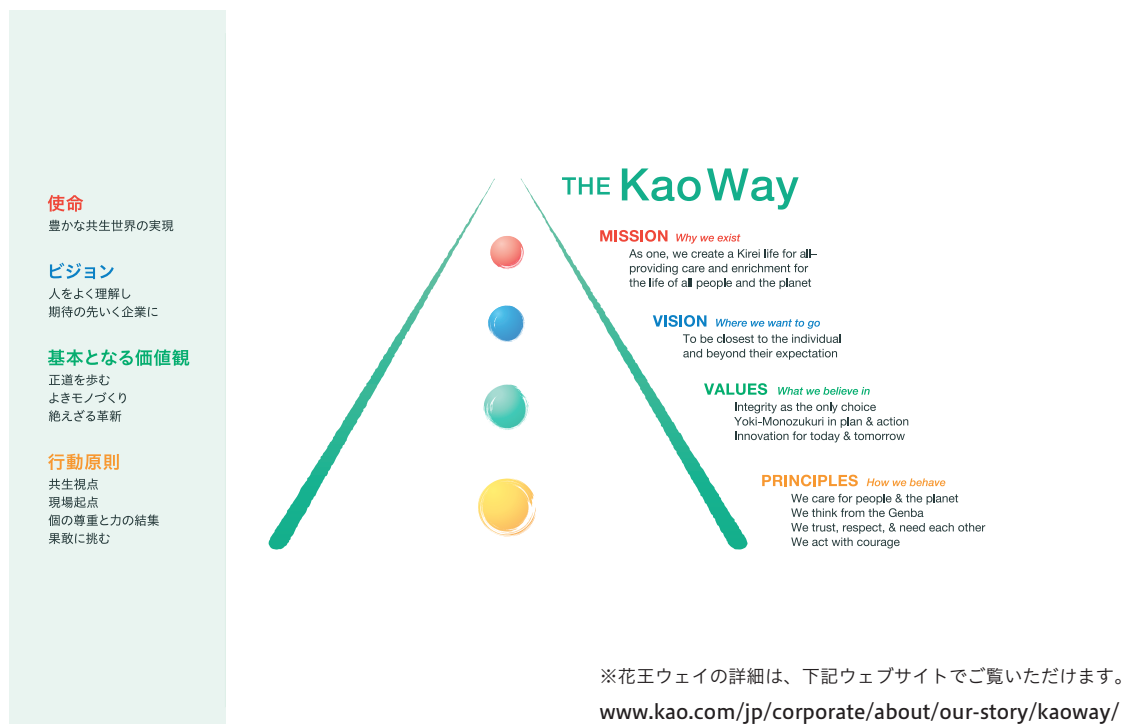 使命
豊かな共生世界の実現
ビジョン
人をよく理解し
期待の先いく企業に
基本となる価値観
正道を歩む
よきモノづくり
絶えざる革新
行動原則
共生視点
現場起点
個の尊重と力の結集
果敢に挑む
THE Kao Way
MISSION Why we exist
As one, we create a Kirei life for all–
providing care and enrichment for
the life of all people and the planet
VISION Where we want to go
To be closest to the individual
and beyond their expectation
VALUES What we believe in
Integrity as the only choice
Yoki-Monozukuri in plan & action
Innovation for today & tomorrow
PRINCIPLES How we behave
We care for people & the planet
We think from the Genba
We trust, respect, & need each other
We act with courage
※花王ウェイの詳細は、下記ウェブサイトでご覧いただけます。
www.kao.com/jp/corporate/about/our-story/kaoway/